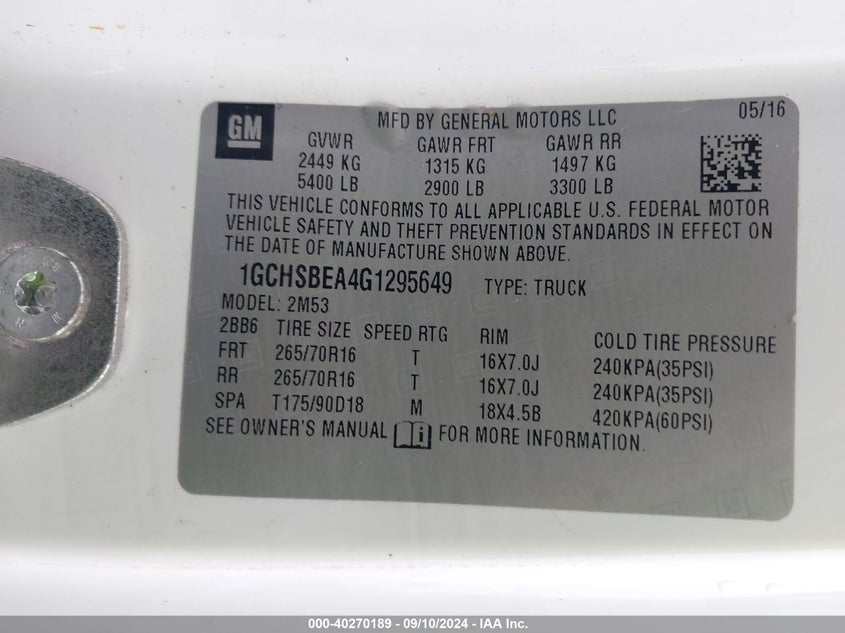 GM
MFD BY GENERAL MOTORS LLC
05/16
GVWR GAWR FRT GAWR RR
2449 KG 1315 KG 1497 KG
5400 LB 2900 LB 3300 LB
THIS VEHICLE CONFORMS TO ALL APPLICABLE U.S. FEDERAL MOTOR
VEHICLE SAFETY AND THEFT PREVENTION STANDARDS IN EFFECT ON
THE DATE OF MANUFACTURE SHOWN ABOVE.
1GCHSBEA4G1295649 TYPE: TRUCK
MODEL: 2M53
2BB6 TIRE SIZE SPEED RTG RIM COLD TIRE PRESSURE
FRT 265/70R16 T 16X7.0J 240KPA(35PSI)
RR 265/70R16 T 16X7.0J 240KPA(35PSI)
SPA T175/90D18 M 18X4.5B 420KPA(60PSI)
SEE OWNER'S MANUAL i FOR MORE INFORMATION.
000-40270189 - 09/10/2024 - IAA Inc.